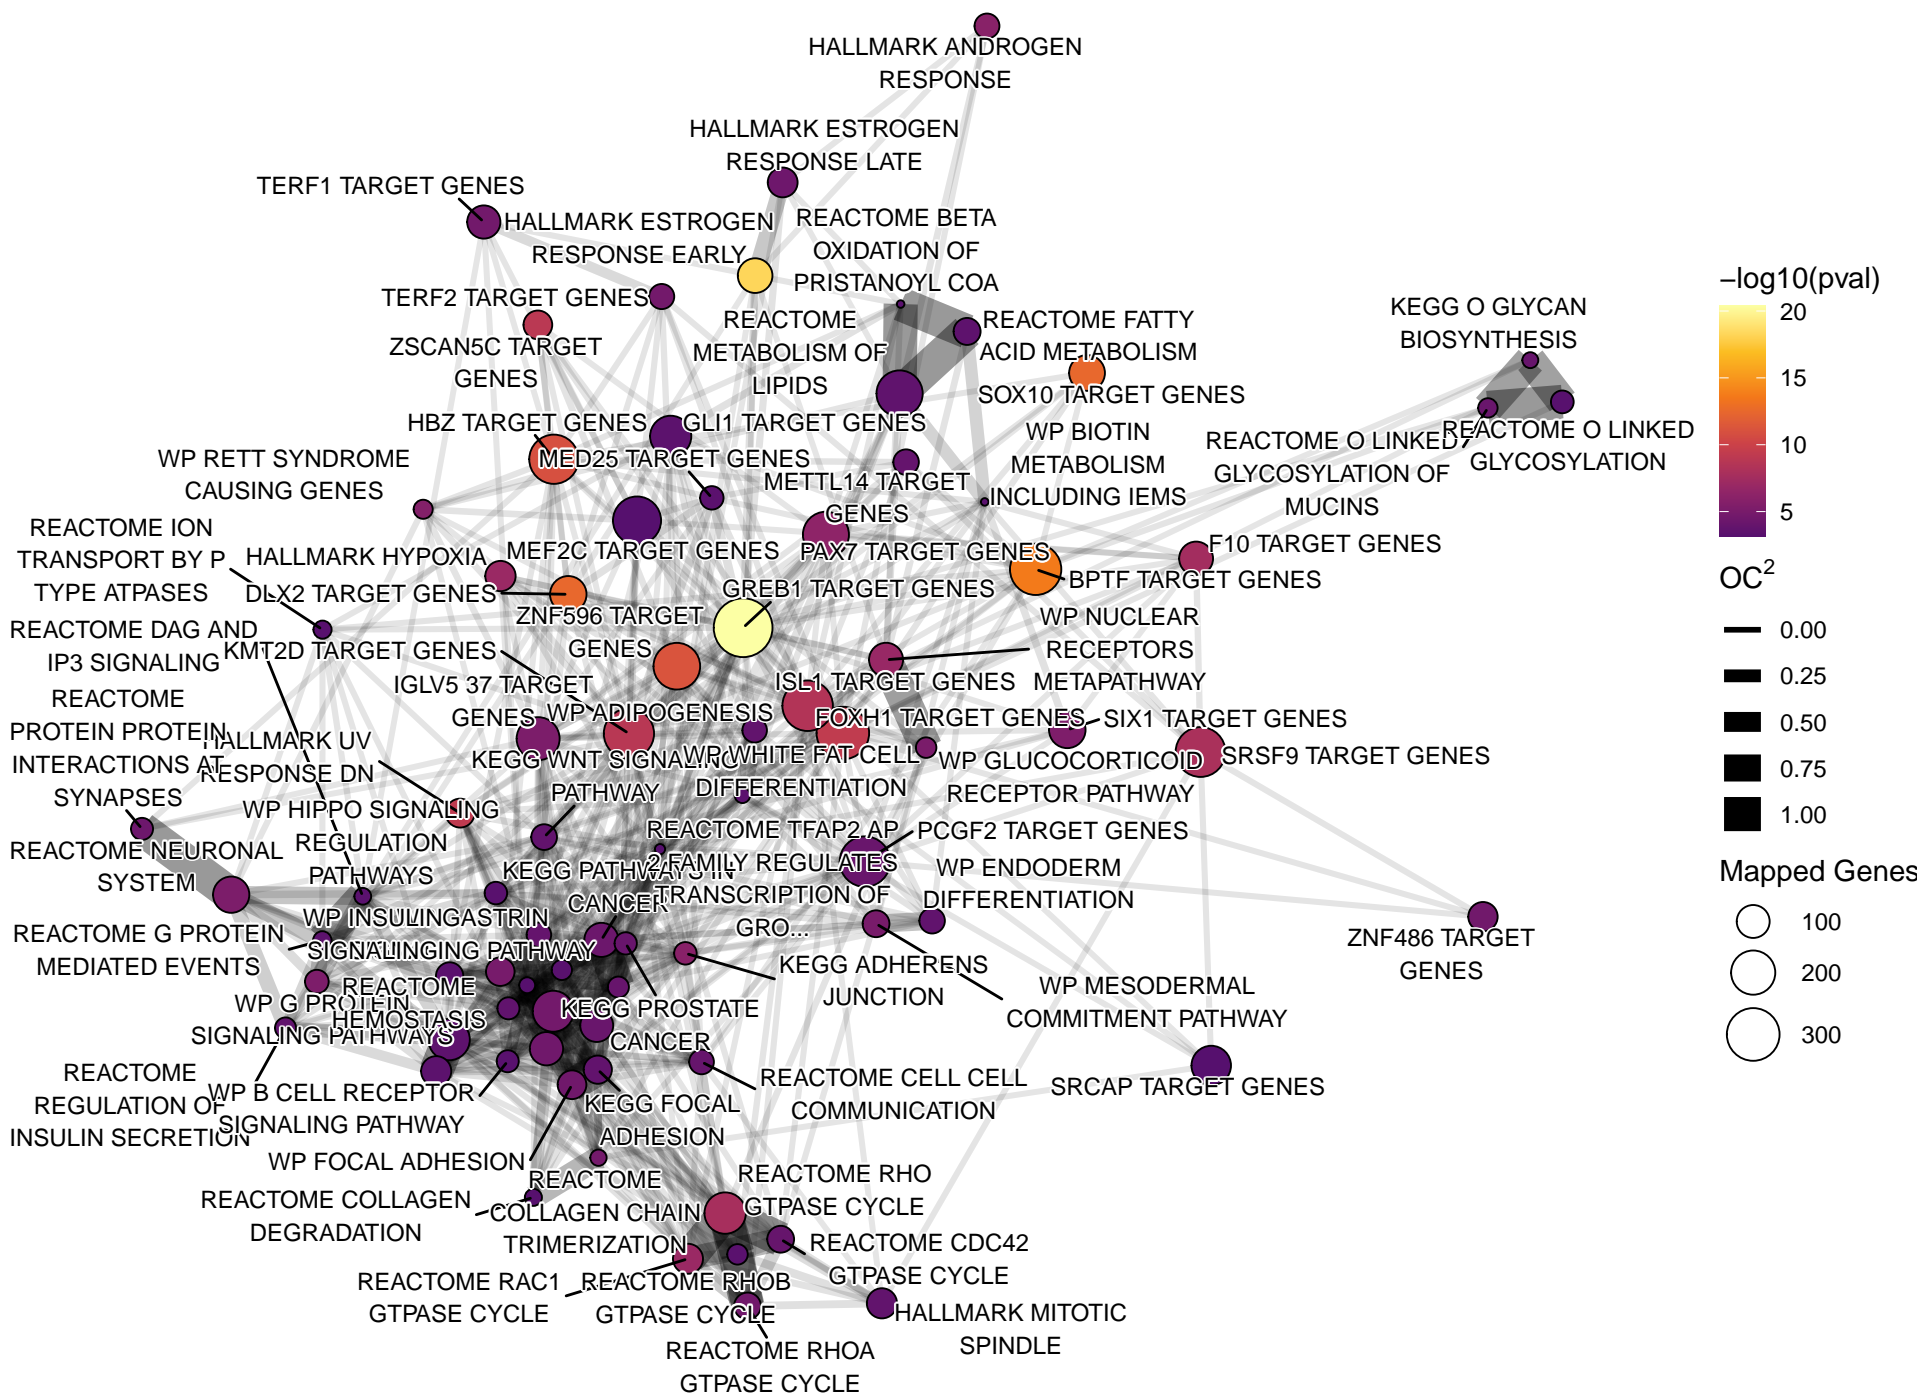 HALLMARK ANDROGEN
RESPONSE
HALLMARK ESTROGEN
RESPONSE LATE
TERF1 TARGET GENES
HALLMARK ESTROGEN
RESPONSE EARLY
REACTOME BETA
OXIDATION OF
PRISTANOYL COA
TERF2 TARGET GENES
ZSCAN5C TARGET
GENES
REACTOME
METABOLISM OF
LIPIDS
REACTOME FATTY
ACID METABOLISM
SOX10 TARGET GENES
KEGG O GLYCAN
BIOSYNTHESIS
REACTOME O LINKED
GLYCOSYLATION OF
MUCINS
REACTOME O LINKED
GLYCOSYLATION
HBZ TARGET GENES
GLI1 TARGET GENES
MED25 TARGET GENES
WP BIOTIN
METABOLISM
INCLUDING IEMS
METTL14 TARGET
GENES
WP RETT SYNDROME
CAUSING GENES
REACTOME ION
TRANSPORT BY P
TYPE ATPASES
HALLMARK HYPOXIA
MEF2C TARGET GENES
PAX7 TARGET GENES
F10 TARGET GENES
BPTF TARGET GENES
DLX2 TARGET GENES
GREB1 TARGET GENES
ZNF596 TARGET
GENES
WP NUCLEAR
RECEPTORS
METAPATHWAY
REACTOME DAG AND
IP3 SIGNALING
KMT2D TARGET GENES
ISL1 TARGET GENES
IGLV5 37 TARGET
GENES
WP ADIPOGENESIS
FOXH1 TARGET GENES
SIX1 TARGET GENES
SRSF9 TARGET GENES
REACTOME
PROTEIN PROTEIN
INTERACTIONS AT
SYNAPSES
HALLMARK UV
RESPONSE DN
KEGG WNT SIGNALING
PATHWAY
WP WHITE FAT CELL
DIFFERENTIATION
WP GLUCOCORTICOID
RECEPTOR PATHWAY
WP HIPPO SIGNALING
REGULATION
PATHWAYS
REACTOME TFAP2 AP
2 FAMILY REGULATES
TRANSCRIPTION OF
GRO...
PCGF2 TARGET GENES
REACTOME NEURONAL
SYSTEM
KEGG PATHWAYS IN
CANCER
WP ENDODERM
DIFFERENTIATION
WP INSULIN
SIGNALING
GASTRIN
SIGNALING PATHWAY
REACTOME G PROTEIN
MEDIATED EVENTS
ZNF486 TARGET
GENES
KEGG ADHERENS
JUNCTION
WP MESODERMAL
COMMITMENT PATHWAY
REACTOME
HEMOSTASIS
WP G PROTEIN
SIGNALING PATHWAYS
KEGG PROSTATE
CANCER
REACTOME
REGULATION OF
INSULIN SECRETION
WP B CELL RECEPTOR
SIGNALING PATHWAY
REACTOME CELL CELL
COMMUNICATION
SRCAP TARGET GENES
KEGG FOCAL
ADHESION
WP FOCAL ADHESION
REACTOME COLLAGEN
DEGRADATION
REACTOME
COLLAGEN CHAIN
TRIMERIZATION
REACTOME RHO
GTPASE CYCLE
REACTOME CDC42
GTPASE CYCLE
REACTOME RAC1
GTPASE CYCLE
REACTOME RHOB
GTPASE CYCLE
HALLMARK MITOTIC
SPINDLE
REACTOME RHOA
GTPASE CYCLE
−log10(pval)
20
15
10
5
OC²
0.00
0.25
0.50
0.75
1.00
Mapped Genes
100
200
300